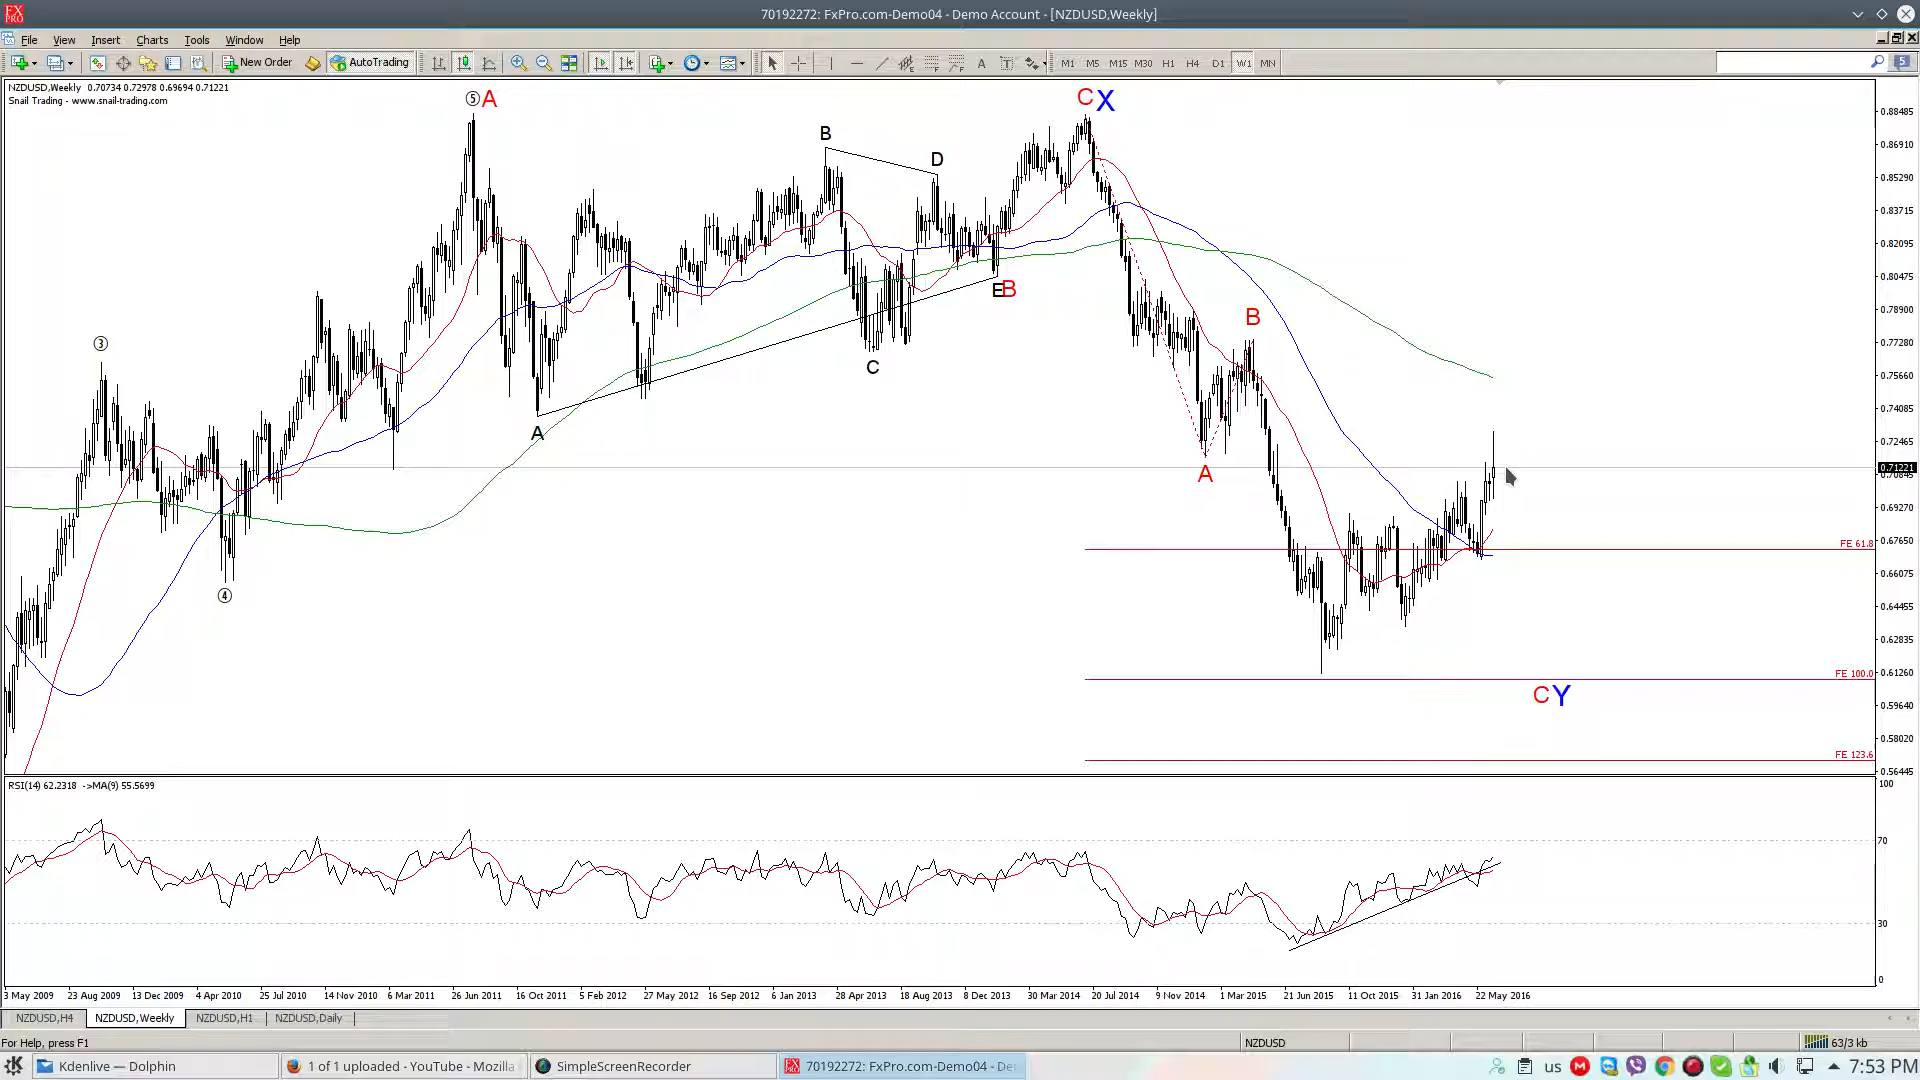 FX
PRO
70192272: FxPro.com-Demo04 - Demo Account - [NZDUSD,Weekly]
File View Insert Charts Tools Window Help
New Order AutoTrading A T M1 M5 M15 M30 H1 H4 D1 W1 MN 5
NZDUSD,Weekly 0.70734 0.72978 0.69694 0.71221
Snail Trading - www.snail-trading.com
5 A
C X
B
D
E B
3
B
C
A
A
4
C Y
0.88485
0.86910
0.85290
0.83715
0.82095
0.80475
0.78900
0.77280
0.75660
0.74085
0.72465
0.71221
0.70845
0.69270
0.67650
0.66075
0.64455
0.62835
0.61260
0.59640
0.58020
0.56445
FE 61.8
FE 100.0
FE 123.6
RSI(14) 62.2318 ->MA(9) 55.5699
100
70
30
0
3 May 2009 23 Aug 2009 13 Dec 2009 4 Apr 2010 25 Jul 2010 14 Nov 2010 6 Mar 2011 26 Jun 2011 16 Oct 2011 5 Feb 2012 27 May 2012 16 Sep 2012 6 Jan 2013 28 Apr 2013 18 Aug 2013 8 Dec 2013 30 Mar 2014 20 Jul 2014 9 Nov 2014 1 Mar 2015 21 Jun 2015 11 Oct 2015 31 Jan 2016 22 May 2016
NZDUSD,H4 NZDUSD,Weekly NZDUSD,H1 NZDUSD,Daily
For Help, press F1 NZDUSD 63/3 kb
Kdenlive — Dolphin 1 of 1 uploaded - YouTube - Mozilla SimpleScreenRecorder 70192272: FxPro.com-Demo04 - De us 7:53 PM